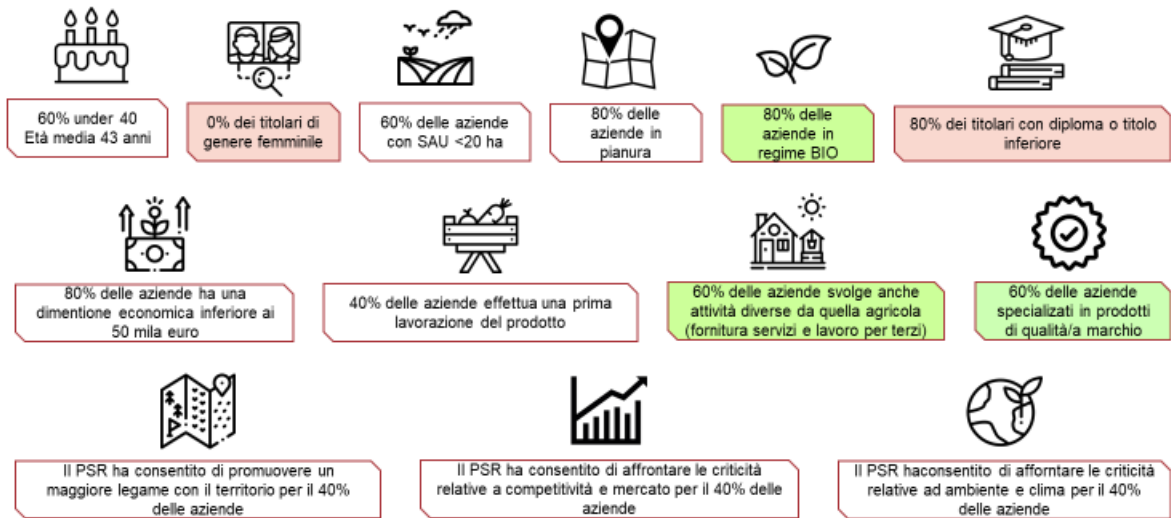 60% under 40
Età media 43 anni
0% dei titolari di
genere femminile
60% delle aziende
con SAU <20 ha
80% delle
aziende in
pianura
80% delle
aziende in
regime BIO
80% dei titolari con diploma o titolo
inferiore
80% delle aziende ha una
dimentione economica inferiore ai
50 mila euro
40% delle aziende effettua una prima
lavorazione del prodotto
60% delle aziende svolge anche
attività diverse da quella agricola
(fornitura servizi e lavoro per terzi)
60% delle aziende
specializati in prodotti
di qualità/a marchio
Il PSR ha consentito di promuovere un
maggiore legame con il territorio per il 40%
delle aziende
Il PSR ha consentito di affrontare le criticità
relative a competitività e mercato per il 40% delle
aziende
Il PSR haconsentito di afforntare le criticità
relative ad ambiente e clima per il 40%
delle aziende